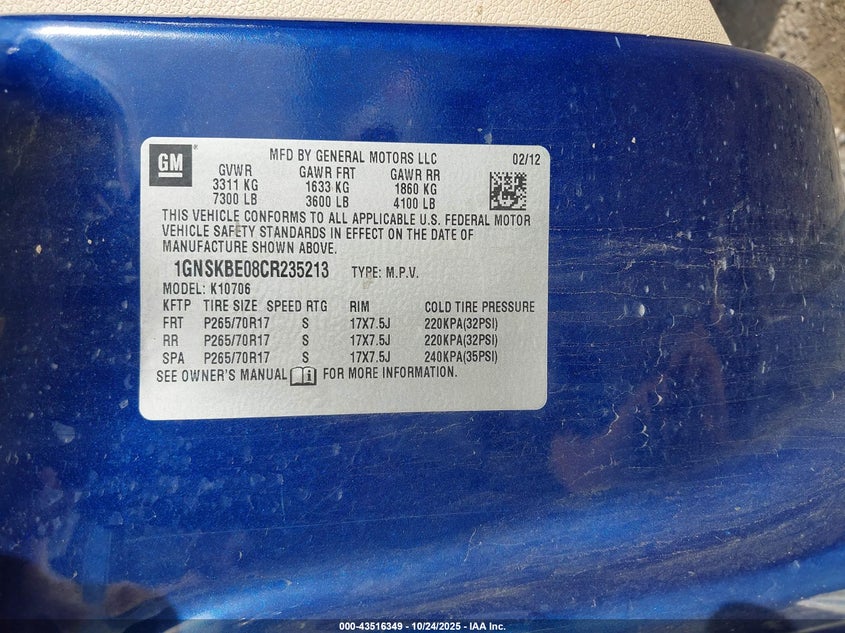 GM
MFD BY GENERAL MOTORS LLC 02/12
GVWR GAWR FRT GAWR RR
3311 KG 1633 KG 1860 KG
7300 LB 3600 LB 4100 LB
THIS VEHICLE CONFORMS TO ALL APPLICABLE U.S. FEDERAL MOTOR
VEHICLE SAFETY STANDARDS IN EFFECT ON THE DATE OF
MANUFACTURE SHOWN ABOVE.
1GNSKBE08CR235213 TYPE: M.P.V.
MODEL: K10706
KFTP TIRE SIZE SPEED RTG RIM COLD TIRE PRESSURE
FRT P265/70R17 S 17X7.5J 220KPA(32PSI)
RR P265/70R17 S 17X7.5J 220KPA(32PSI)
SPA P265/70R17 S 17X7.5J 240KPA(35PSI)
SEE OWNER'S MANUAL FOR MORE INFORMATION.
000-43516349 - 10/24/2025 - IAA Inc.